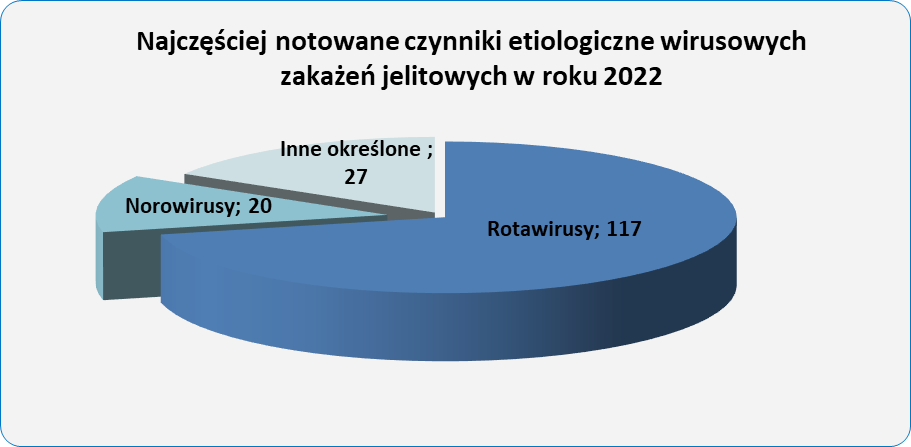 Najczęściej notowane czynniki etiologiczne wirusowych
zakażeń jelitowych w roku 2022
Inne określone ;
27
Norowirusy; 20
Rotawirusy; 117